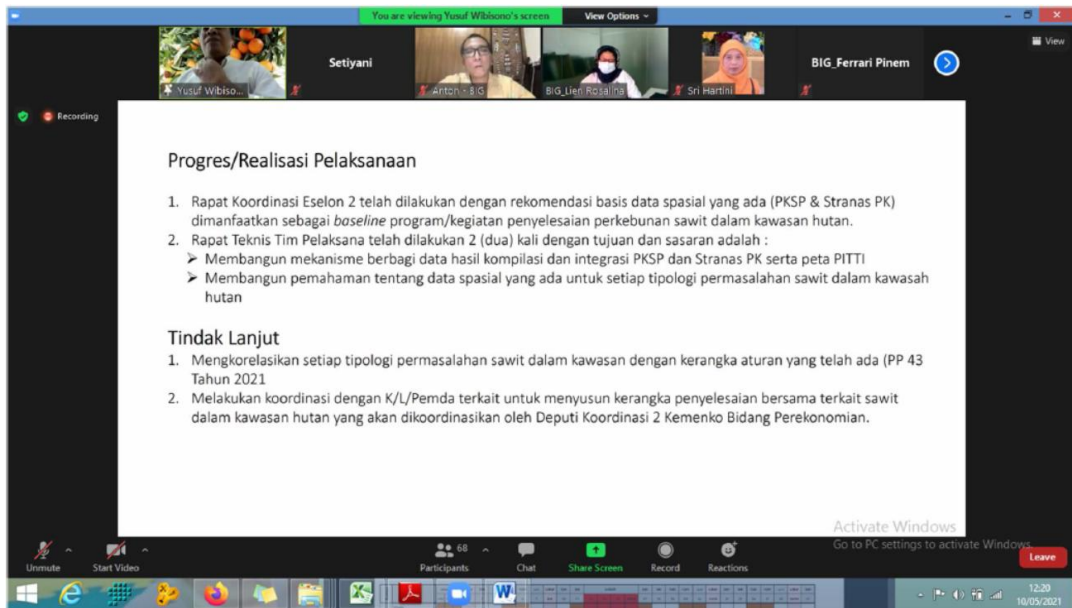 You are viewing Yusuf Wibisono's screen
View Options
View
Yusuf Wibiso...
Setiyani
Anton - BIG
BIG_Lien Rosalina
Sri Hartini
BIG_Ferrari Pinem
Recording
Progres/Realisasi Pelaksanaan
1. Rapat Koordinasi Eselon 2 telah dilakukan dengan rekomendasi basis data spasial yang ada (PKSP & Stranas PK)
dimanfaatkan sebagai baseline program/kegiatan penyelesaian perkebunan sawit dalam kawasan hutan.
2. Rapat Teknis Tim Pelaksana telah dilakukan 2 (dua) kali dengan tujuan dan sasaran adalah :
➤ Membangun mekanisme berbagi data hasil kompilasi dan integrasi PKSP dan Stranas PK serta peta PITTI
➤ Membangun pemahaman tentang data spasial yang ada untuk setiap tipologi permasalahan sawit dalam kawasah
hutan
Tindak Lanjut
1. Mengkorelasikan setiap tipologi permasalahan sawit dalam kawasan dengan kerangka aturan yang telah ada (PP 43
Tahun 2021
2. Melakukan koordinasi dengan K/L/Pemda terkait untuk menyusun kerangka penyelesaian bersama terkait sawit
dalam kawasan hutan yang akan dikoordinasikan oleh Deputi Koordinasi 2 Kemenko Bidang Perekonomian.
Activate Windows
Go to PC settings to activate Windows.
Unmute
Start Video
68
Participants
Chat
Share Screen
Record
Reactions
Leave
12:20
10/05/2021